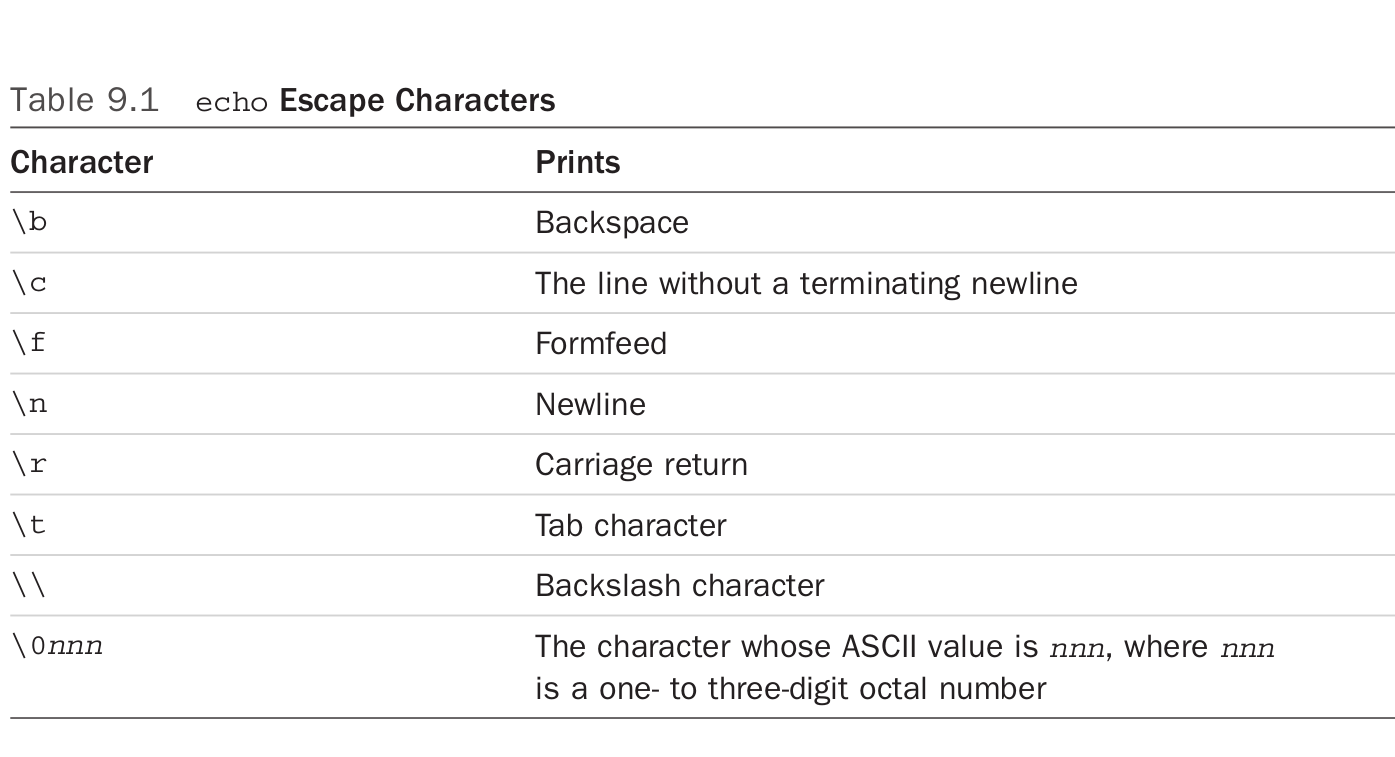 Table 9.1 echo Escape Characters
Character Prints
\b Backspace
\c The line without a terminating newline
\f Formfeed
\n Newline
\r Carriage return
\t Tab character
\\ Backslash character
\0nnn The character whose ASCII value is nnn, where nnn
is a one- to three-digit octal number